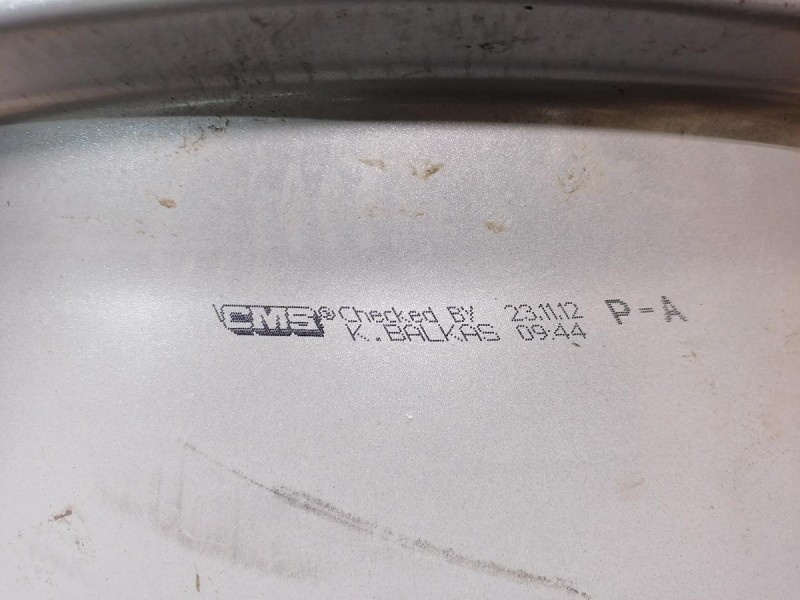 CMS® Checked BY 23.11.12 P-A
K.BALKAS 09:44